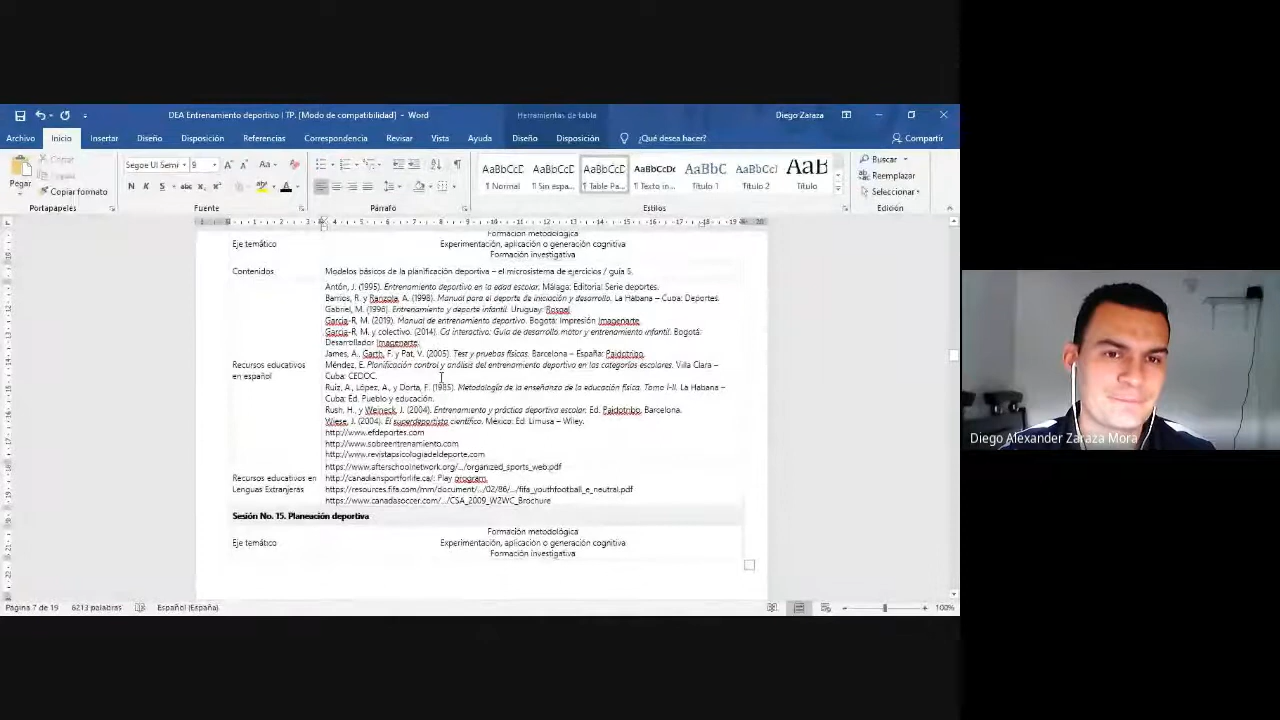 DEA Entrenamiento deportivo I TP. [Modo de compatibilidad] - Word
Herramientas de tabla
Diego Zaraza
Archivo Inicio Insertar Diseño Disposición Referencias Correspondencia Revisar Vista Ayuda Diseño Disposición ¿Qué desea hacer? Compartir
Pegar
Cortar
Copiar
Copiar formato
Portapapeles
Segoe UI Semi 9
N K S abc x₂ x²
Fuente
Párrafo
AaBbCcD AaBbCcD AaBbCcD AaBbCcDc AaBbC AaBbCcC AaB
¶ Normal ¶ Sin espa... ¶ Table Pa... ¶ Texto in... Título 1 Título 2 Título
Estilos
Buscar
Reemplazar
Seleccionar
Edición
Formación metodológica
Eje temático Experimentación, aplicación o generación cognitiva
Formación investigativa
Contenidos Modelos básicos de la planificación deportiva – el microsistema de ejercicios / guía 5.
Antón, J. (1995). Entrenamiento deportivo en la edad escolar. Málaga: Editorial Serie deportes.
Barrios, R. y Ranzola, A. (1998). Manual para el deporte de iniciación y desarrollo. La Habana – Cuba: Deportes.
Gabriel, M. (1996). Entrenamiento y deporte infantil. Uruguay: Rosgal
García-R, M. (2019). Manual de entrenamiento deportivo. Bogotá: Impresión Imagenarte
García-R, M. y colectivo. (2014). Cd interactivo: Guía de desarrollo motor y entrenamiento infantil. Bogotá:
Desarrollador Imagenarte.
James, A., Garth, F. y Pat, V. (2005). Test y pruebas físicas. Barcelona – España: Paidotribo.
Recursos educativos en español
Méndez, E. Planificación control y análisis del entrenamiento deportivo en las categorías escolares. Villa Clara –
Cuba: CEDOC.
Ruiz, A., López, A., y Dorta, F. (1985). Metodología de la enseñanza de la educación física. Tomo I-II. La Habana –
Cuba: Ed. Pueblo y educación.
Rush, H., y Weineck, J. (2004). Entrenamiento y práctica deportiva escolar. Ed. Paidotribo, Barcelona.
Wiese, J. (2004). El superdeportista científico. México: Ed. Limusa – Wiley.
http://www.efdeportes.com
http://www.sobreentrenamiento.com
http://www.revistapsicologiadeldeporte.com
https://www.afterschoolnetwork.org/.../organized_sports_web.pdf
Recursos educativos en Lenguas Extranjeras
http://canadiansportforlife.ca/: Play program.
https://resources.fifa.com/mm/document/.../02/86/.../fifa_youthfootball_e_neutral.pdf
https://www.canadasoccer.com/.../CSA_2009_WZWC_Brochure
Sesión No. 15. Planeación deportiva
Formación metodológica
Eje temático Experimentación, aplicación o generación cognitiva
Formación investigativa
Página 7 de 19 6213 palabras Español (España) 100%
Diego Alexander Zaraza Mora